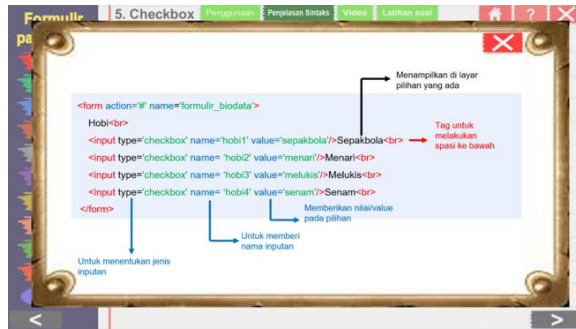 Formulir
pa
5. Checkbox
Penggunaan
Penjelasan Sintaks
Video
Latihan soal
?
X
Menampilkan di layar
pilihan yang ada
<form action='#' name='formulir_biodata'>
Hobi<br>
<input type='checkbox' name='hobi1' value='sepakbola'/>Sepakbola<br>
<input type='checkbox' name= 'hobi2' value='menari'/>Menari<br>
<input type='checkbox' name= 'hobi3' value='melukis'/>Melukis<br>
<input type='checkbox' name= 'hobi4' value='senam'/>Senam<br>
</form>
Tag untuk
melakukan
spasi ke bawah
Memberikan nilai/value
pada pilihan
Untuk memberi
nama inputan
Untuk menentukan jenis
inputan
<
>